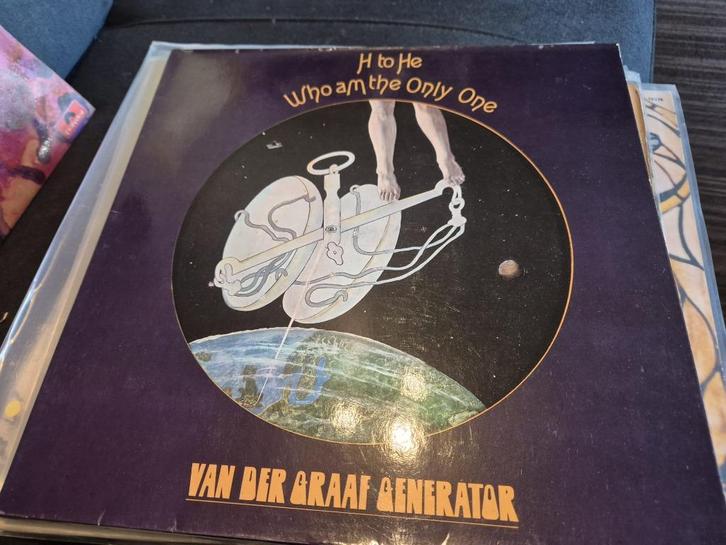 H to He
Who am the Only One
VAN DER GRAAF GENERATOR